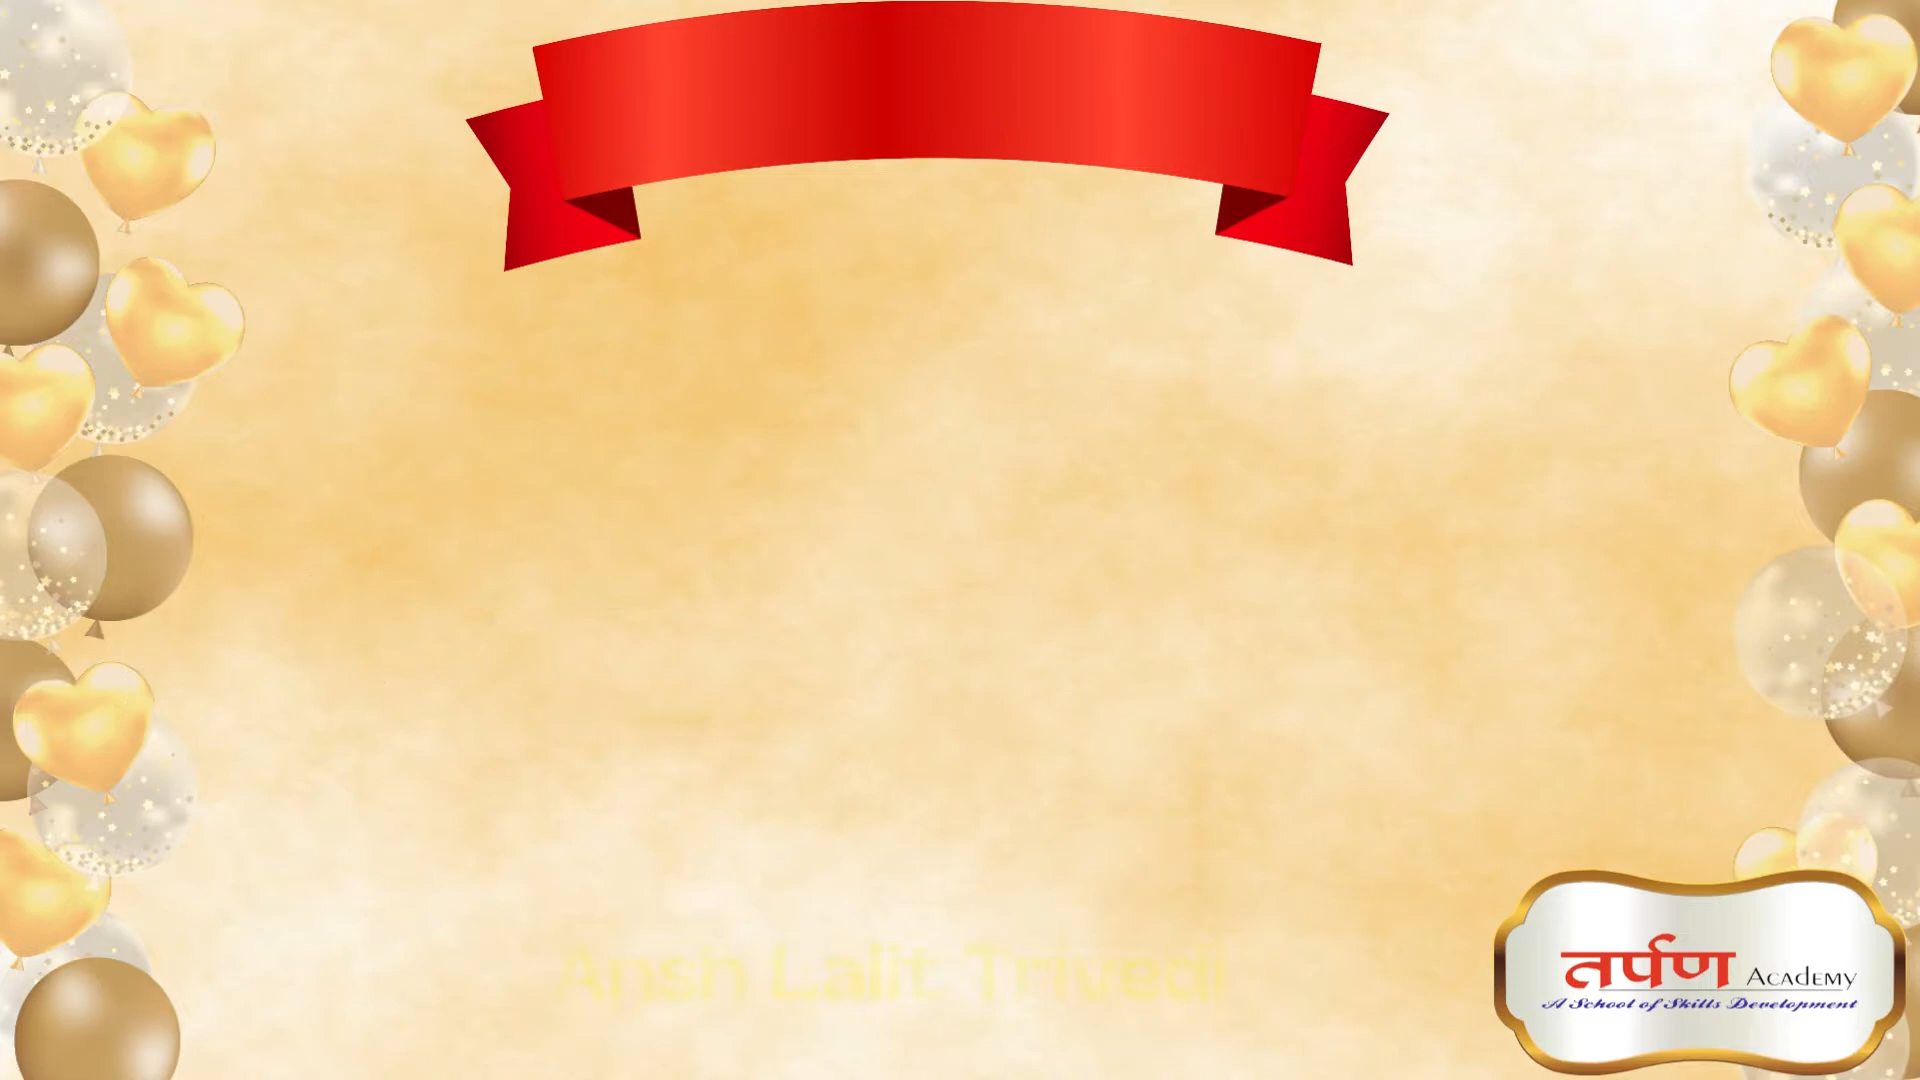 Ansh Lalit Trivedi
तर्पण ACADEMY
A School of Skills Development